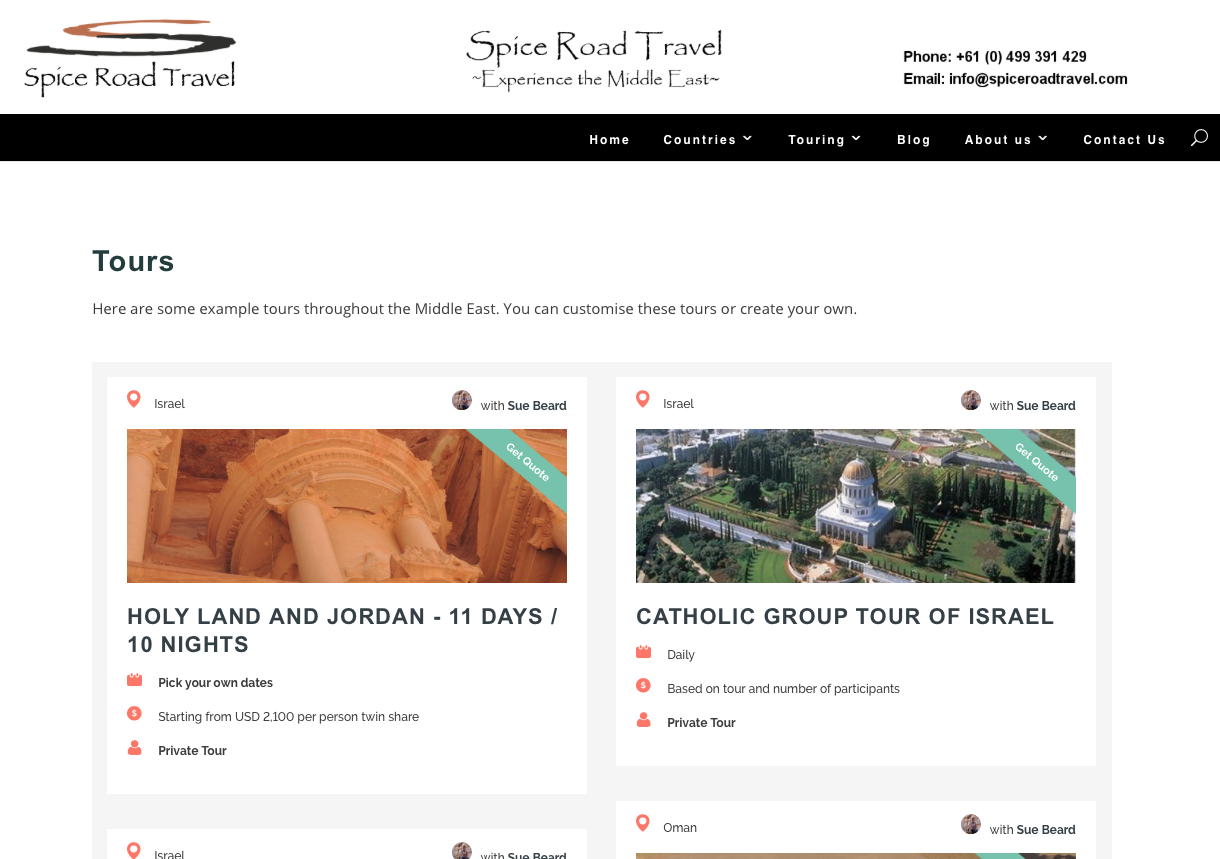 Spice Road Travel
Spice Road Travel
~Experience the Middle East~
Phone: +61 (0) 499 391 429
Email: info@spiceroadtravel.com
Home Countries Touring Blog About us Contact Us
Tours
Here are some example tours throughout the Middle East. You can customise these tours or create your own.
Israel with Sue Beard
Get Quote
HOLY LAND AND JORDAN - 11 DAYS /
10 NIGHTS
Pick your own dates
Starting from USD 2,100 per person twin share
Private Tour
Israel with Sue Beard
Get Quote
CATHOLIC GROUP TOUR OF ISRAEL
Daily
Based on tour and number of participants
Private Tour
Israel with Sue Beard
Oman with Sue Beard